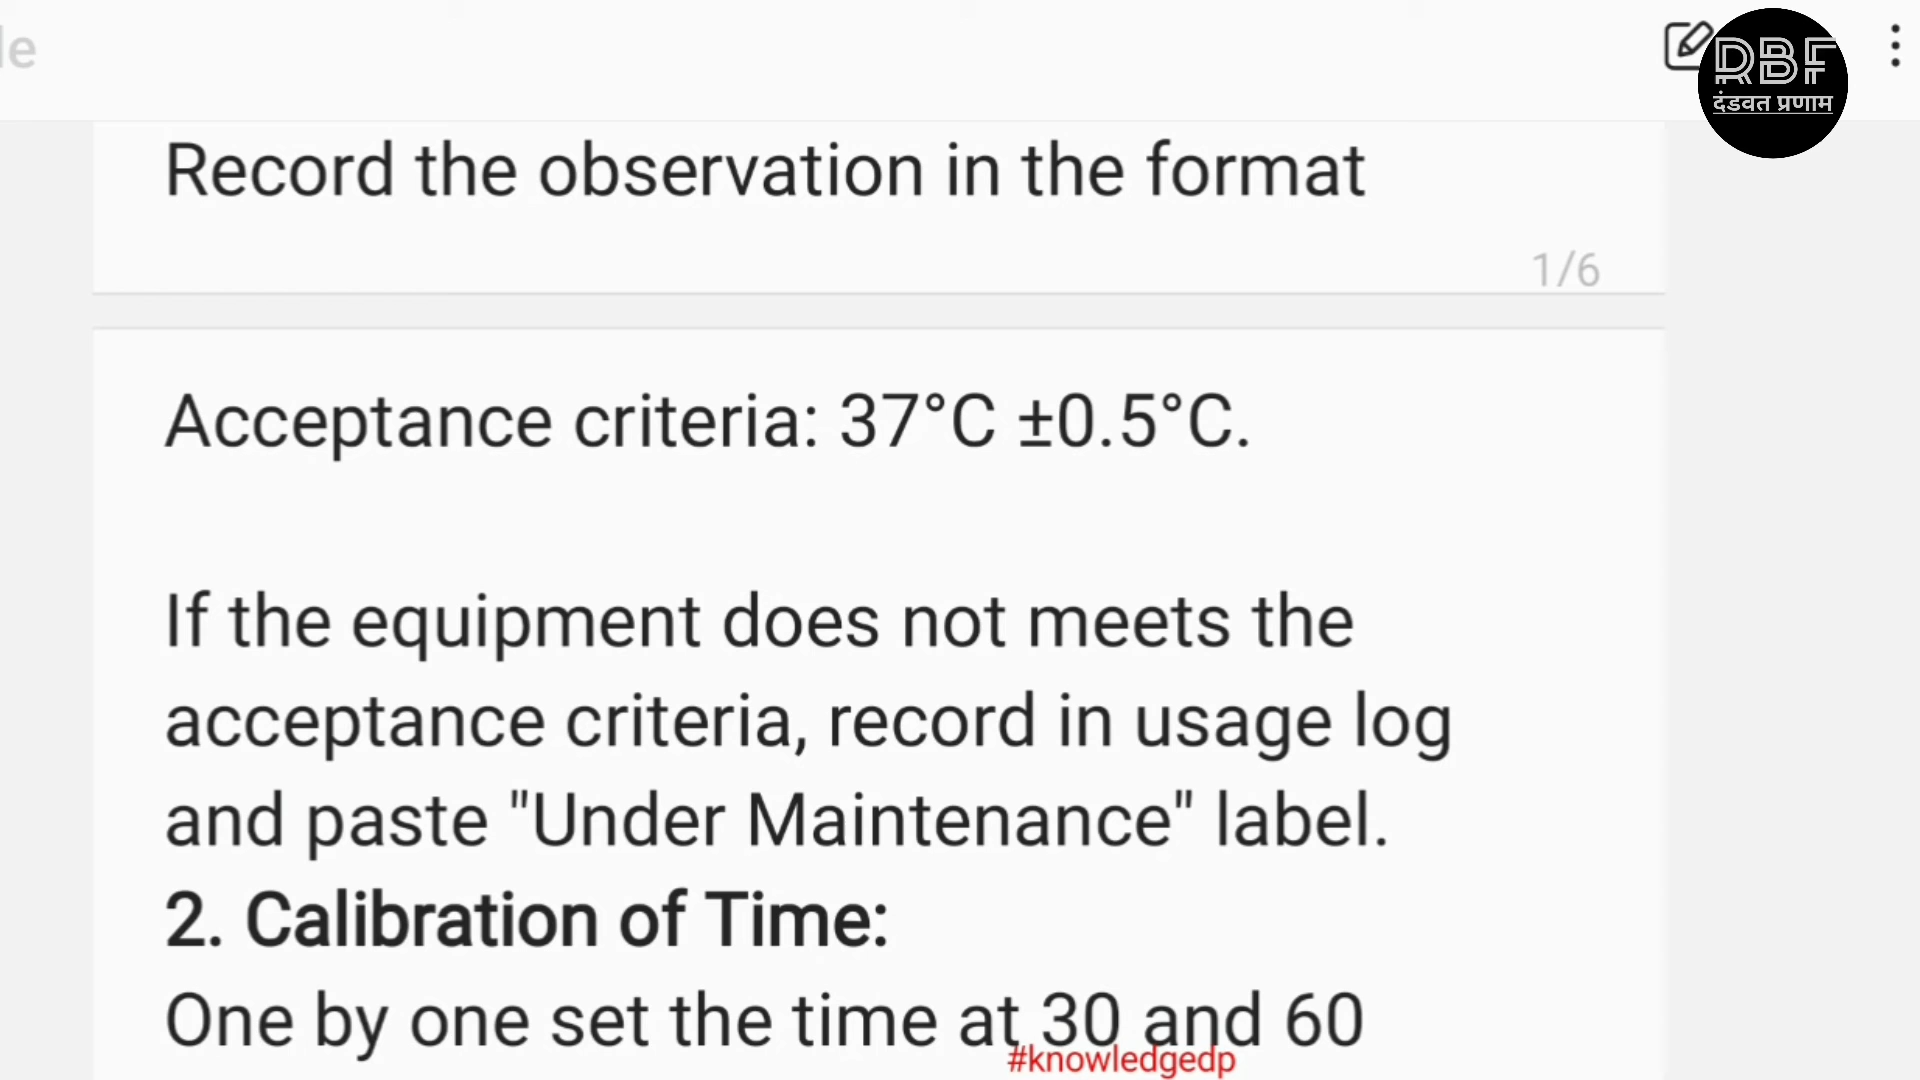 le
RBF
दंडवत प्रणाम
Record the observation in the format
1/6
Acceptance criteria: 37°C ±0.5°C.
If the equipment does not meets the
acceptance criteria, record in usage log
and paste "Under Maintenance" label.
2. Calibration of Time:
One by one set the time at 30 and 60
#knowledgedp